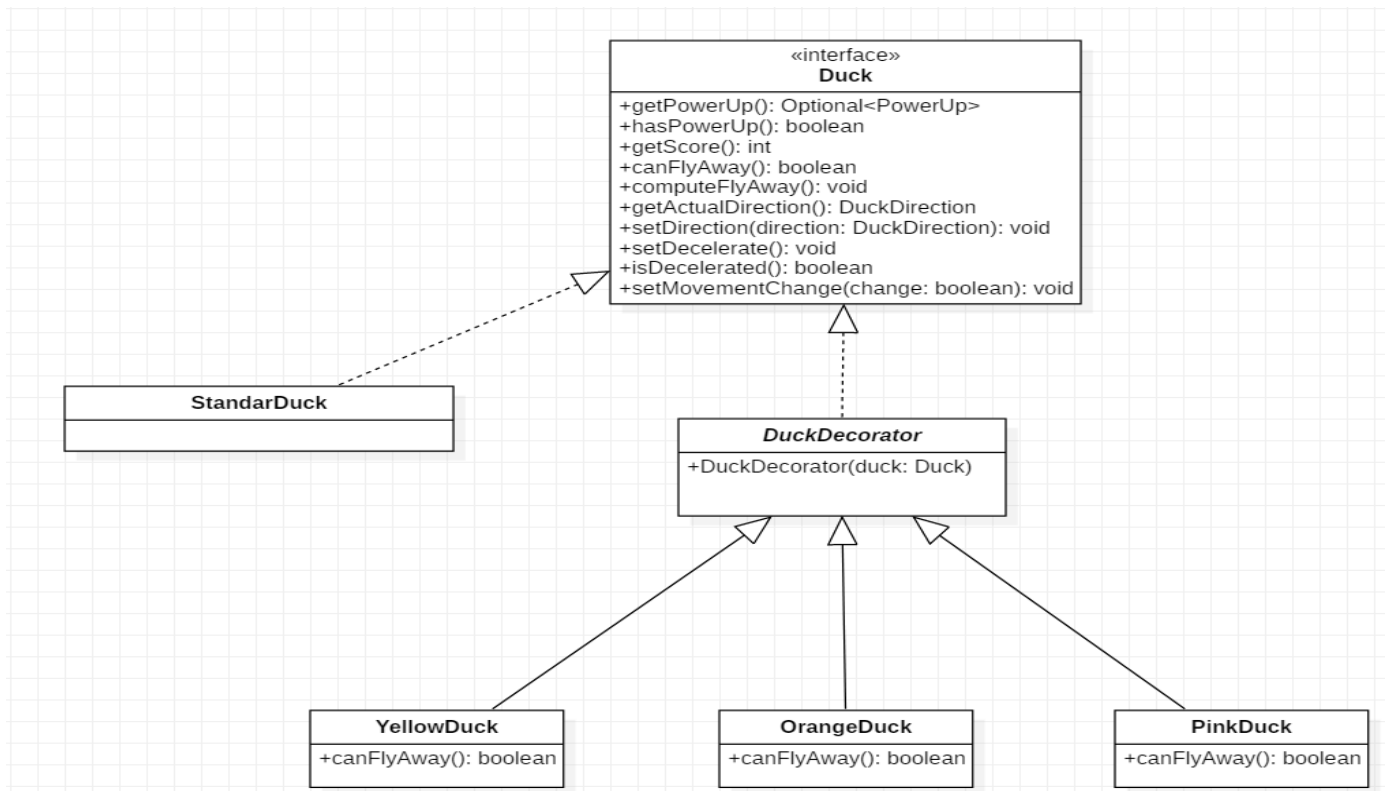 «interface»
Duck
+getPowerUp(): Optional<PowerUp>
+hasPowerUp(): boolean
+getScore(): int
+canFlyAway(): boolean
+computeFlyAway(): void
+getActualDirection(): DuckDirection
+setDirection(direction: DuckDirection): void
+setDecelerate(): void
+isDecelerated(): boolean
+setMovementChange(change: boolean): void
StandarDuck
DuckDecorator
+DuckDecorator(duck: Duck)
YellowDuck
+canFlyAway(): boolean
OrangeDuck
+canFlyAway(): boolean
PinkDuck
+canFlyAway(): boolean